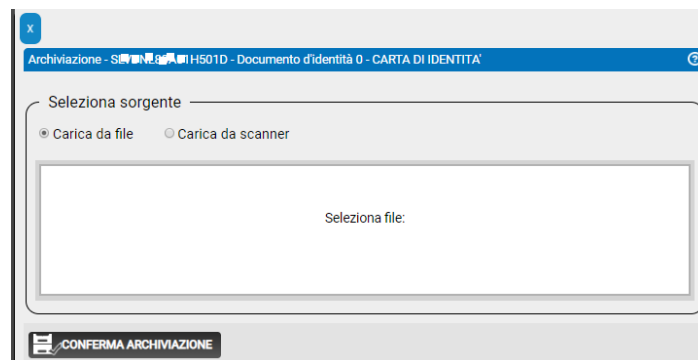 x
Archiviazione - H501D - Documento d'identità 0 - CARTA DI IDENTITA'
?
Seleziona sorgente
Carica da file Carica da scanner
Seleziona file:
CONFERMA ARCHIVIAZIONE